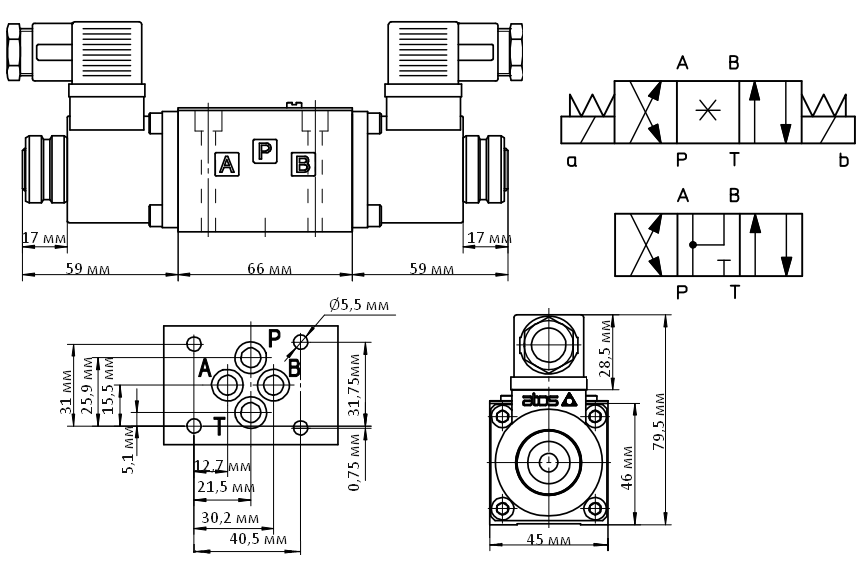 A B
A P B
P T
a b
A B
17 мм 17 мм
59 мм 66 мм 59 мм
P T
Ø5,5 мм
P
A B
T
31 мм
25,9 мм
15,5 мм
5,1 мм
31,75мм
0,75 мм
12,7 мм
21,5 мм
30,2 мм
40,5 мм
28,5 мм
79,5 мм
atos
46 мм
45 мм